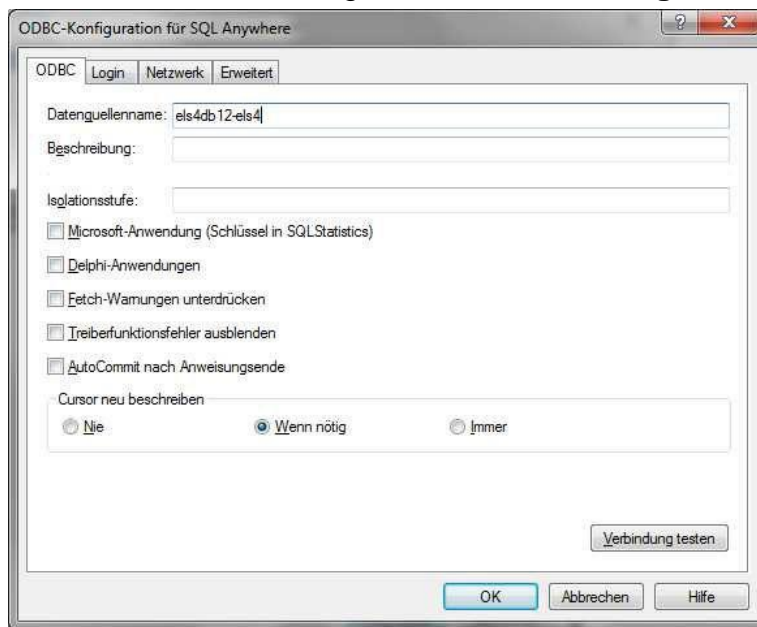 ODBC-Konfiguration für SQL Anywhere
ODBC Login Netzwerk Erweitert
Datenquellenname: els4db12-els4
Beschreibung:
Isolationsstufe:
Microsoft-Anwendung (Schlüssel in SQLStatistics)
Delphi-Anwendungen
Fetch-Warnungen unterdrücken
Treiberfunktionsfehler ausblenden
AutoCommit nach Anweisungsende
Cursor neu beschreiben
Nie Wenn nötig Immer
Verbindung testen
OK Abbrechen Hilfe